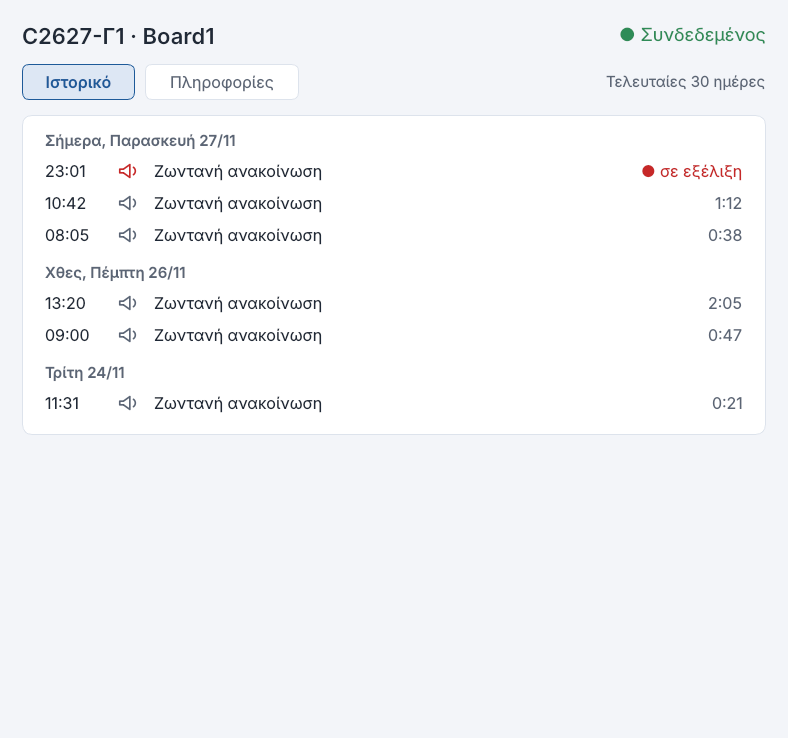 C2627-Γ1 · Board1
Συνδεδεμένος
Ιστορικό
Πληροφορίες
Τελευταίες 30 ημέρες
Σήμερα, Παρασκευή 27/11
23:01 Ζωντανή ανακοίνωση σε εξέλιξη
10:42 Ζωντανή ανακοίνωση 1:12
08:05 Ζωντανή ανακοίνωση 0:38
Χθες, Πέμπτη 26/11
13:20 Ζωντανή ανακοίνωση 2:05
09:00 Ζωντανή ανακοίνωση 0:47
Τρίτη 24/11
11:31 Ζωντανή ανακοίνωση 0:21